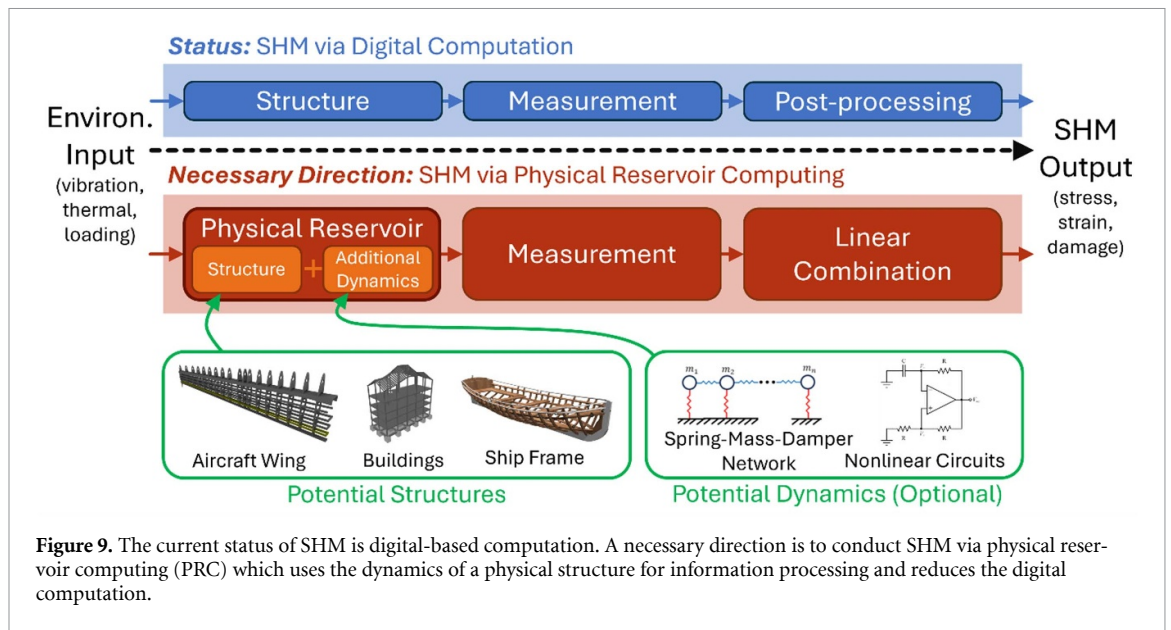 Status: SHM via Digital Computation
Environ.
Input
(vibration,
thermal,
loading)
Structure
Measurement
Post-processing
SHM
Output
(stress,
strain,
damage)
Necessary Direction: SHM via Physical Reservoir Computing
Physical Reservoir
Structure
+
Additional
Dynamics
Measurement
Linear
Combination
Aircraft Wing
Buildings
Ship Frame
Potential Structures
m₁
m₂
mₙ
Spring-Mass-Damper
Network
C
R
R
R
Nonlinear Circuits
Potential Dynamics (Optional)
Figure 9. The current status of SHM is digital-based computation. A necessary direction is to conduct SHM via physical reser-
voir computing (PRC) which uses the dynamics of a physical structure for information processing and reduces the digital
computation.